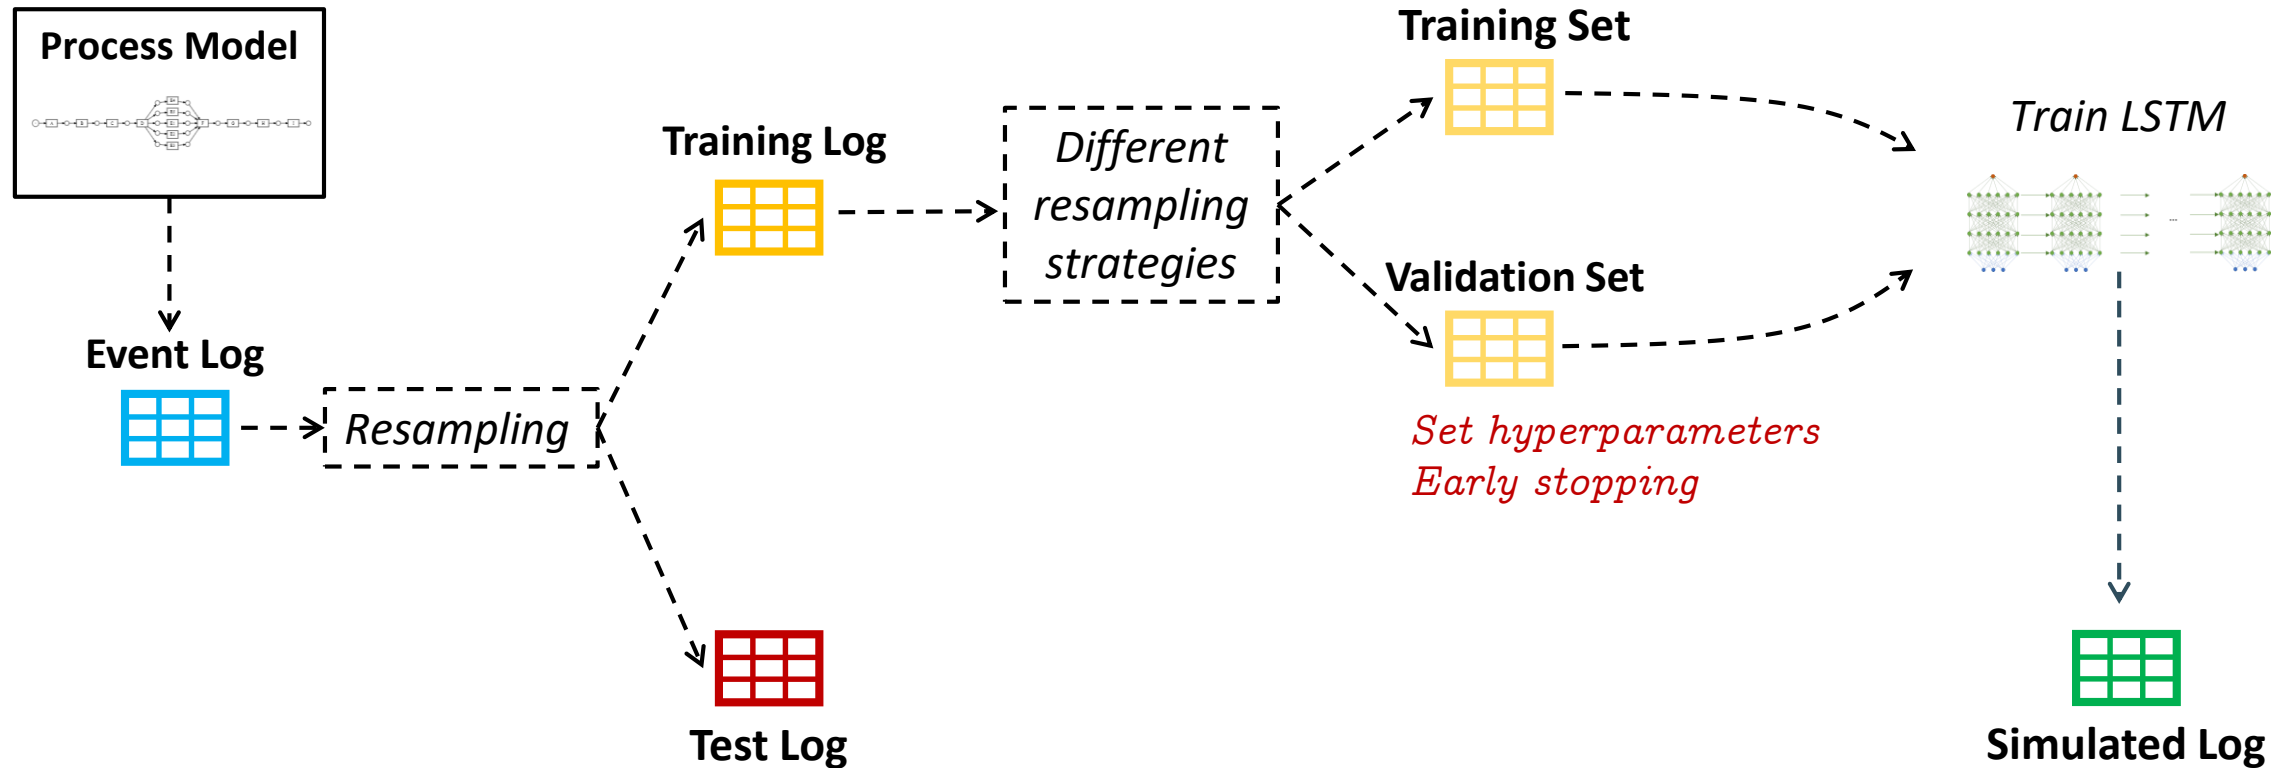 Process Model
Event Log
Resampling
Training Log
Test Log
Different
resampling
strategies
Training Set
Validation Set
Set hyperparameters
Early stopping
Train LSTM
...
Simulated Log